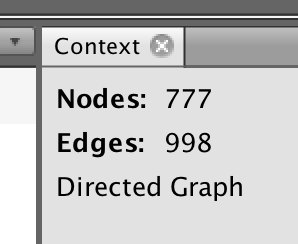 Context
Nodes: 777
Edges: 998
Directed Graph